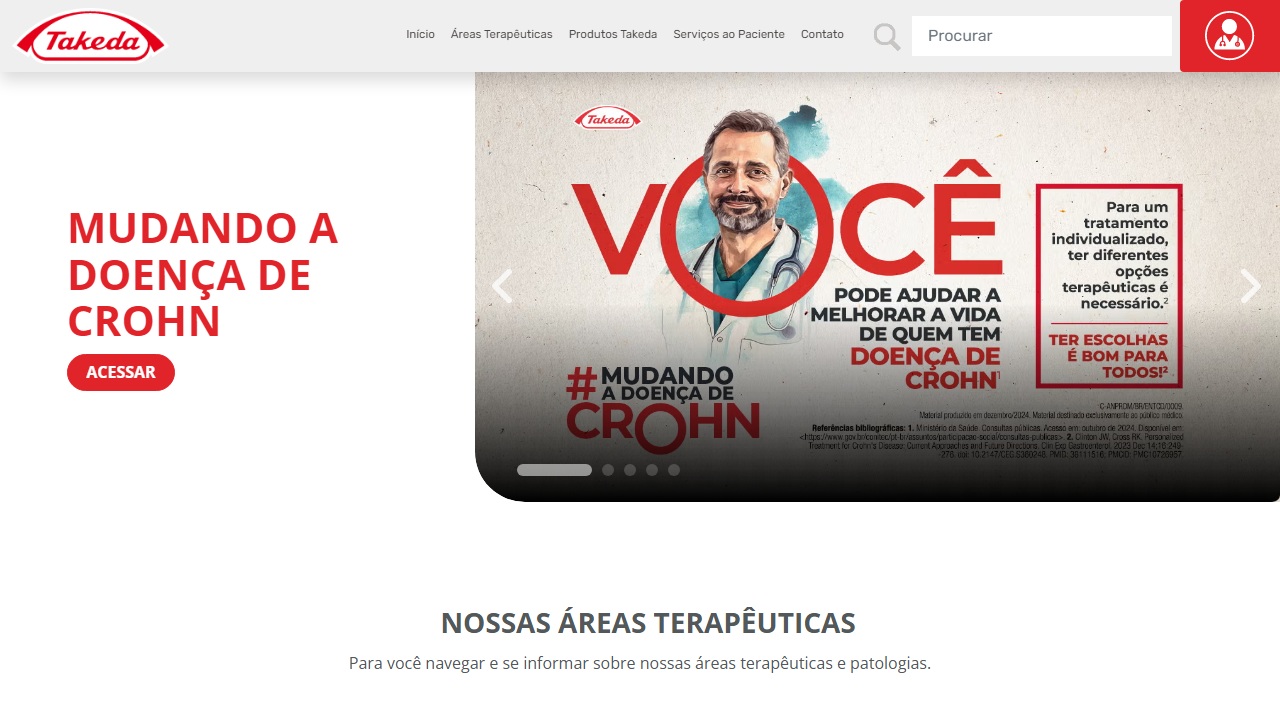 Takeda
Início
Áreas Terapêuticas
Produtos Takeda
Serviços ao Paciente
Contato
Procurar
MUDANDO A
DOENÇA DE
CROHN
ACESSAR
Takeda
VOCÊ
PODE AJUDAR A
MELHORAR A VIDA
DE QUEM TEM
DOENÇA DE
CROHN¹
#MUDANDO
A DOENÇA DE
CROHN
Para um
tratamento
individualizado,
ter diferentes
opções
terapêuticas é
necessário.²
TER ESCOLHAS
É BOM PARA
TODOS!²
C-ANPROM/BR/ENTCO/0009.
Material produzido em dezembro/2024. Material destinado exclusivamente ao público médico.
Referências bibliográficas: 1. Ministério da Saúde. Consultas públicas. Acesso em: outubro de 2024. Disponível em:
<https://www.gov.br/conitec/pt-br/assuntos/participacao-social/consultas-publicas>. 2. Clinton JW, Cross RK. Personalized
Treatment for Crohn's Disease: Current Approaches and Future Directions. Clin Exp Gastroenterol. 2023 Dec 14;16:249-
-276. doi: 10.2147/CEG.S360248. PMID: 38111516; PMCID: PMC10726957.
NOSSAS ÁREAS TERAPÊUTICAS
Para você navegar e se informar sobre nossas áreas terapêuticas e patologias.